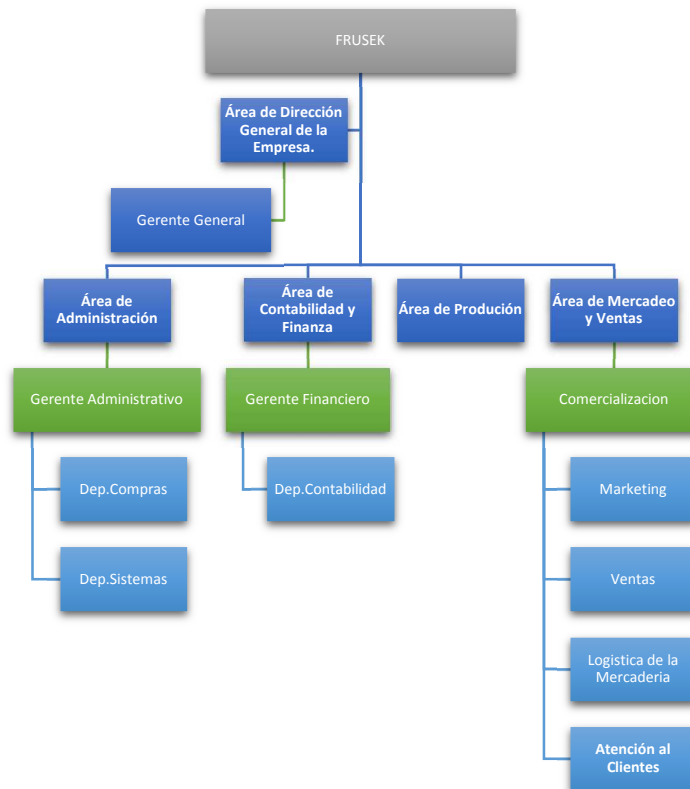 FRUSEK
Área de Dirección
General de la
Empresa.
Gerente General
Área de
Administración
Área de
Contabilidad y
Finanza
Área de Produción
Área de Mercadeo
y Ventas
Gerente Administrativo
Gerente Financiero
Comercializacion
Dep.Compras
Dep.Contabilidad
Marketing
Dep.Sistemas
Ventas
Logistica de la
Mercaderia
Atención al
Clientes